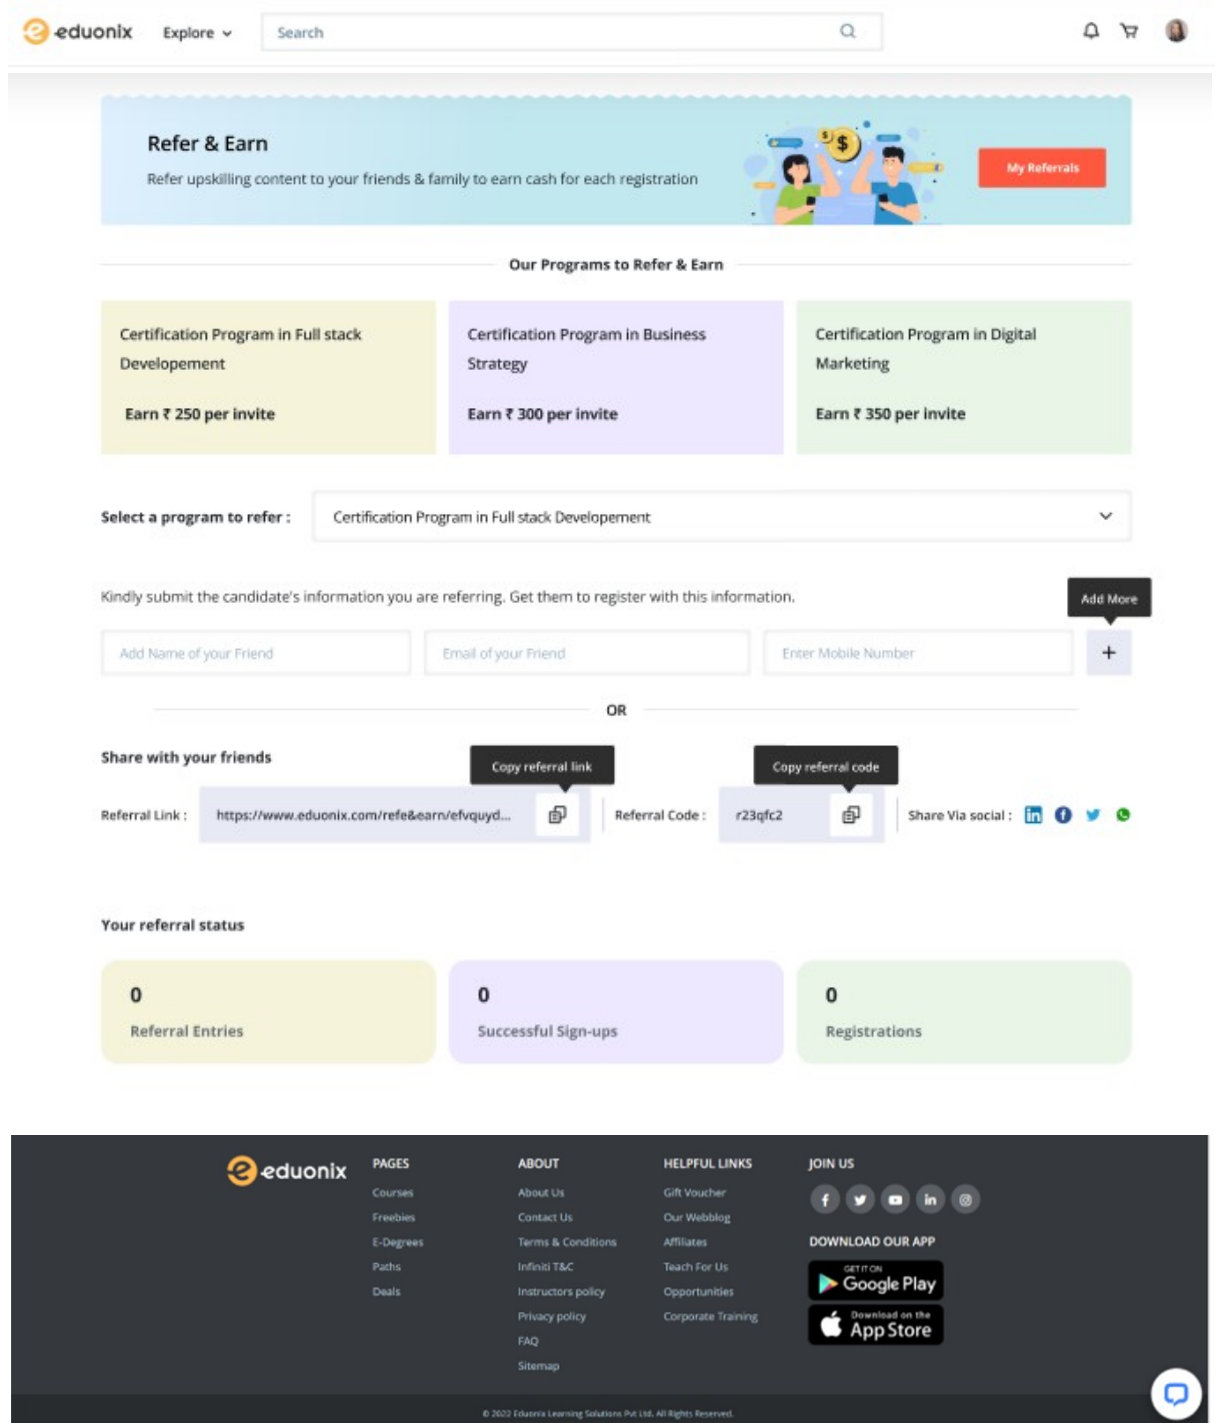 eduonix Explore Search
Refer & Earn
Refer upskilling content to your friends & family to earn cash for each registration
My Referrals
Our Programs to Refer & Earn
Certification Program in Full stack
Developement
Earn ₹ 250 per invite
Certification Program in Business
Strategy
Earn ₹ 300 per invite
Certification Program in Digital
Marketing
Earn ₹ 350 per invite
Select a program to refer : Certification Program in Full stack Developement
Kindly submit the candidate's information you are referring. Get them to register with this information.
Add More
Add Name of your Friend Email of your Friend Enter Mobile Number +
OR
Share with your friends
Copy referral link Copy referral code
Referral Link : https://www.eduonix.com/refe&earn/efvquyd... Referral Code : r23qfc2 Share Via social :
Your referral status
0
Referral Entries
0
Successful Sign-ups
0
Registrations
eduonix
PAGES
Courses
Freebies
E-Degrees
Paths
Deals
ABOUT
About Us
Contact Us
Terms & Conditions
Infiniti T&C
Instructors policy
Privacy policy
FAQ
Sitemap
HELPFUL LINKS
Gift Voucher
Our Webblog
Affiliates
Teach For Us
Opportunities
Corporate Training
JOIN US
DOWNLOAD OUR APP
GET IT ON
Google Play
Download on the
App Store
© 2022 Eduonix Learning Solutions Pvt Ltd. All Rights Reserved.